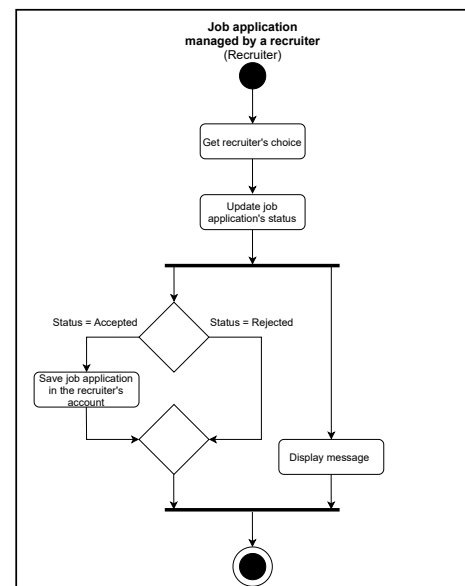 Job application
managed by a recruiter
(Recruiter)
Get recruiter's choice
Update job
application's status
Status = Accepted
Status = Rejected
Save job application
in the recruiter's
account
Display message